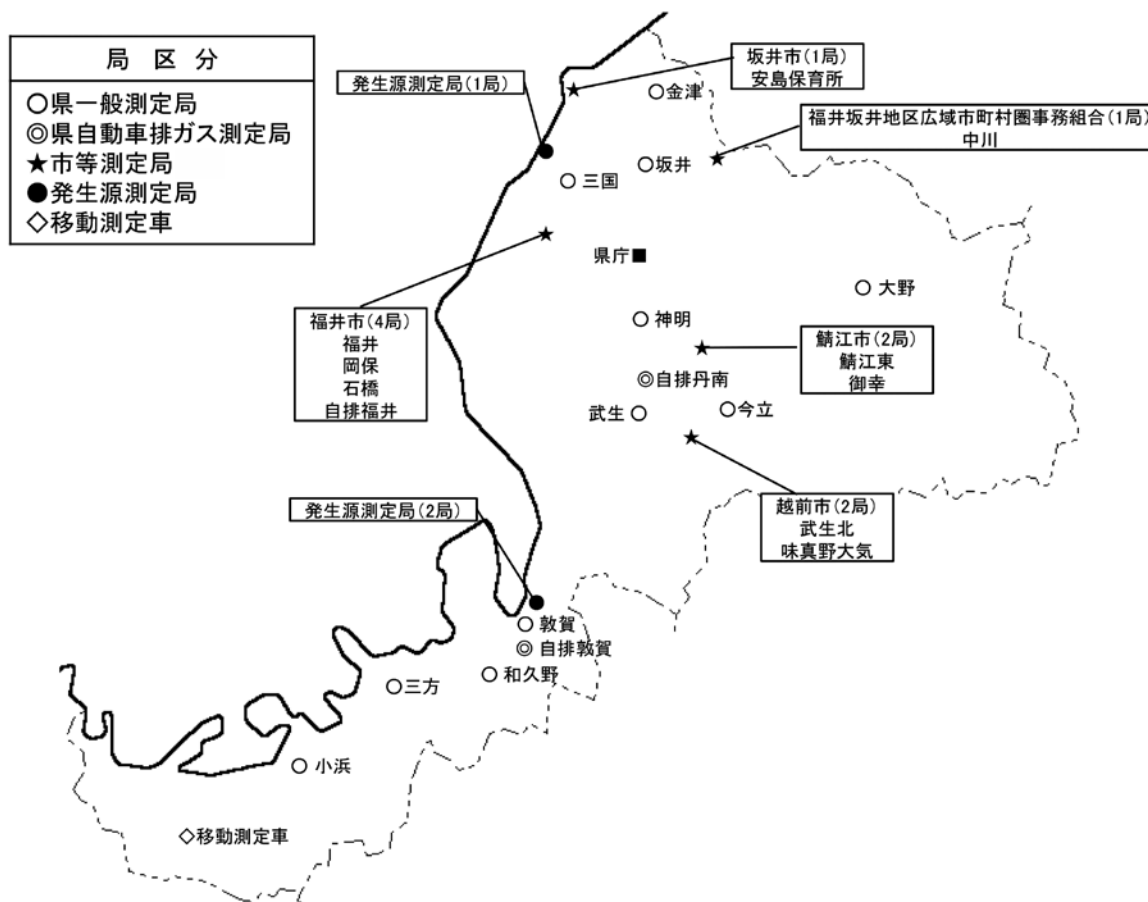 局 区 分
○県一般測定局
◎県自動車排ガス測定局
★市等測定局
●発生源測定局
◇移動測定車
発生源測定局(1局)
坂井市(1局)
安島保育所
金津
福井坂井地区広域市町村圏事務組合(1局)
中川
坂井
三国
県庁■
大野
福井市(4局)
福井
岡保
石橋
自排福井
神明
鯖江市(2局)
鯖江東
御幸
自排丹南
武生
今立
発生源測定局(2局)
越前市(2局)
武生北
味真野大気
敦賀
自排敦賀
和久野
三方
小浜
◇移動測定車